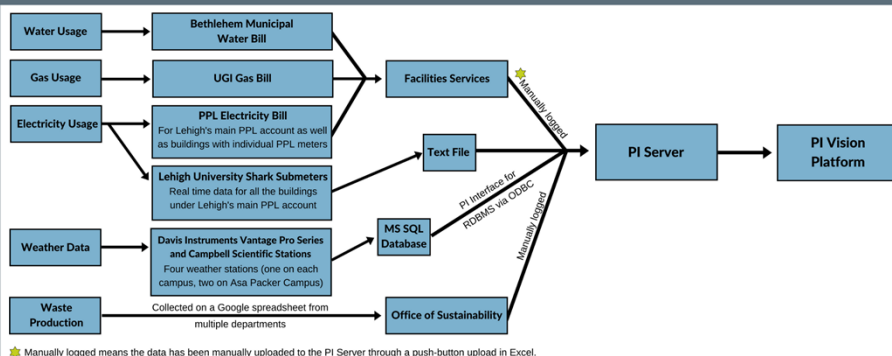 Water Usage
Bethlehem Municipal
Water Bill
Gas Usage
UGI Gas Bill
Facilities Services
Manually logged
Electricity Usage
PPL Electricity Bill
For Lehigh's main PPL account as well
as buildings with individual PPL meters
Text File
PI Server
PI Vision
Platform
Lehigh University Shark Submeters
Real time data for all the buildings
under Lehigh's main PPL account
PI Interface for
RDBMS via ODBC
Weather Data
Davis Instruments Vantage Pro Series
and Campbell Scientific Stations
Four weather stations (one on each
campus, two on Asa Packer Campus)
MS SQL
Database
Manually logged
Waste
Production
Collected on a Google spreadsheet from
multiple departments
Office of Sustainability
Manually logged means the data has been manually uploaded to the PI Server through a push-button upload in Excel.